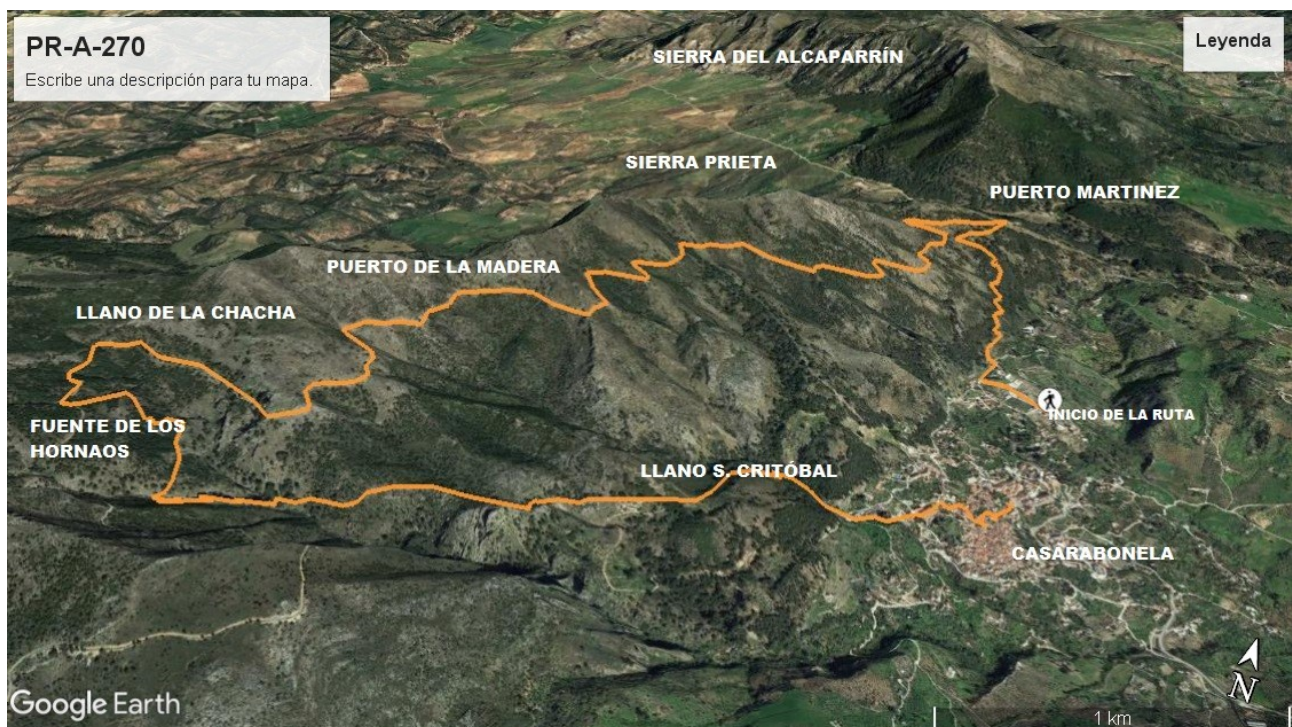 PR-A-270
Escribe una descripción para tu mapa.
Leyenda
SIERRA DEL ALCAPARRÍN
SIERRA PRIETA
PUERTO MARTINEZ
PUERTO DE LA MADERA
LLANO DE LA CHACHA
INICIO DE LA RUTA
FUENTE DE LOS
HORNAOS
LLANO S. CRITÓBAL
CASARABONELA
N
Google Earth
1 km